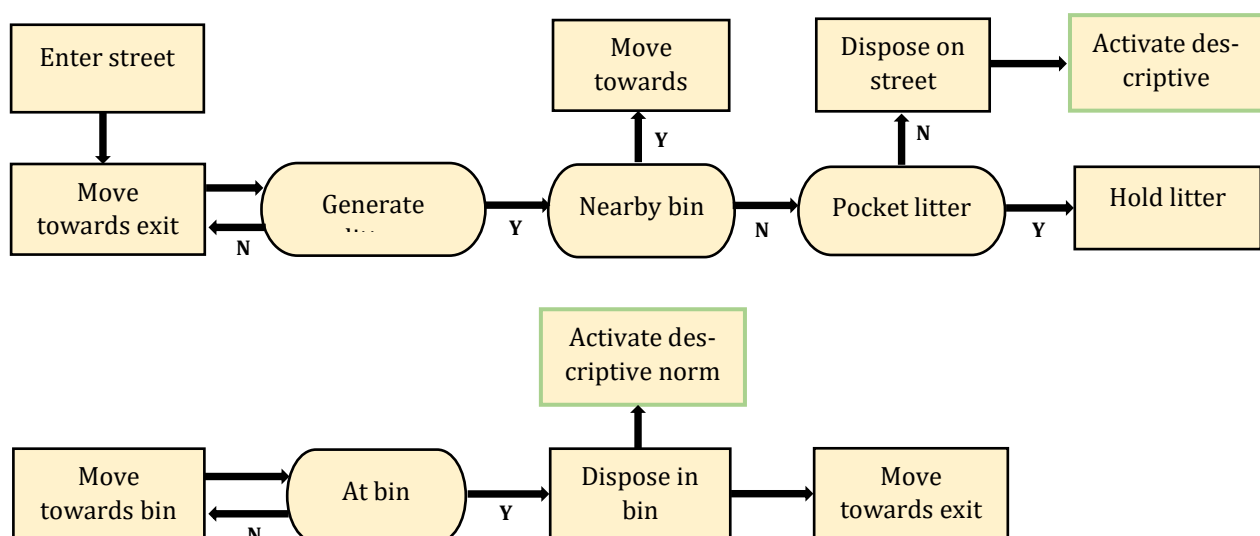 Enter street
Move
towards
Dispose on
street
Activate des-
criptive
Y
N
Move
towards exit
Generate
Nearby bin
Pocket litter
Hold litter
N
Y
N
Y
Activate des-
criptive norm
Move
towards bin
At bin
Dispose in
bin
Move
towards exit
Y
N